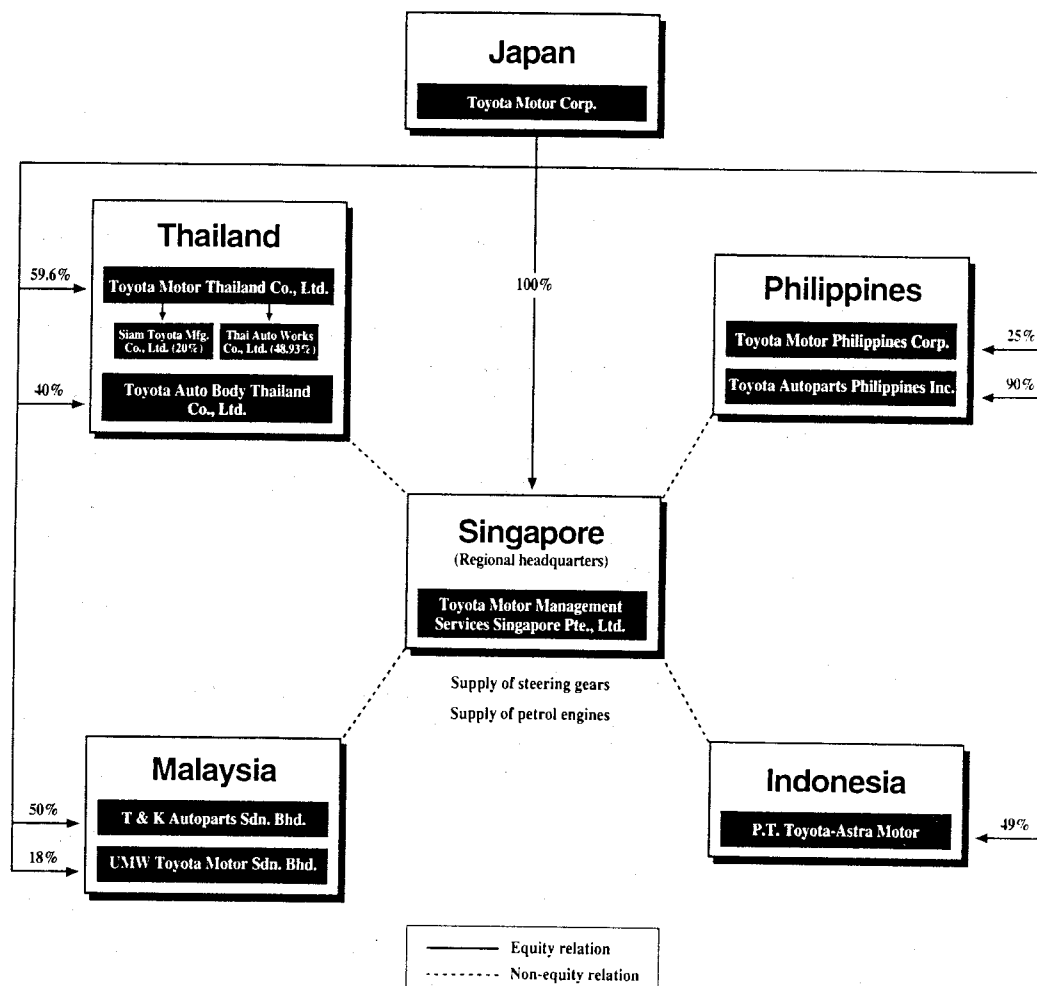 Japan
Toyota Motor Corp.
Thailand
59.6%
Toyota Motor Thailand Co., Ltd.
Siam Toyota Mfg.
Co., Ltd. (20%)
Thai Auto Works
Co., Ltd. (48.93%)
40%
Toyota Auto Body Thailand
Co., Ltd.
100%
Philippines
Toyota Motor Philippines Corp.
25%
Toyota Autoparts Philippines Inc.
90%
Singapore
(Regional headquarters)
Toyota Motor Management
Services Singapore Pte., Ltd.
Supply of steering gears
Supply of petrol engines
Malaysia
50%
T & K Autoparts Sdn. Bhd.
18%
UMW Toyota Motor Sdn. Bhd.
Indonesia
P.T. Toyota-Astra Motor
49%
Equity relation
Non-equity relation